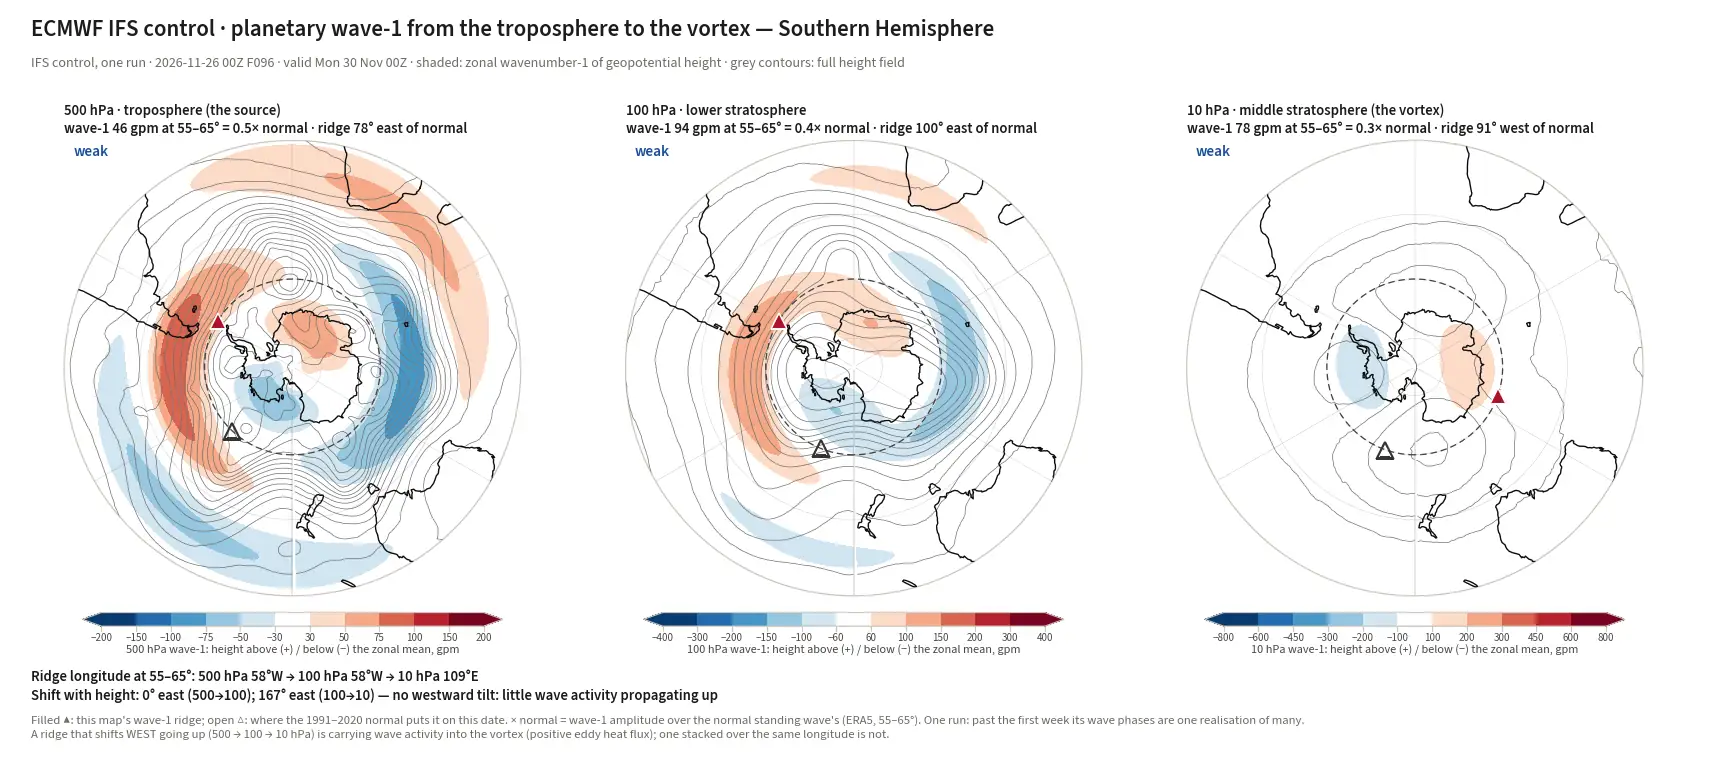 ECMWF IFS control · planetary wave-1 from the troposphere to the vortex — Southern Hemisphere
IFS control, one run · 2026-11-26 00Z F096 · valid Mon 30 Nov 00Z · shaded: zonal wavenumber-1 of geopotential height · grey contours: full height field
500 hPa · troposphere (the source)
wave-1 46 gpm at 55–65° = 0.5× normal · ridge 78° east of normal
weak
100 hPa · lower stratosphere
wave-1 94 gpm at 55–65° = 0.4× normal · ridge 100° east of normal
weak
10 hPa · middle stratosphere (the vortex)
wave-1 78 gpm at 55–65° = 0.3× normal · ridge 91° west of normal
weak
−200 −150 −100 −75 −50 −30 30 50 75 100 150 200
500 hPa wave-1: height above (+) / below (−) the zonal mean, gpm
−400 −300 −200 −150 −100 −60 60 100 150 200 300 400
100 hPa wave-1: height above (+) / below (−) the zonal mean, gpm
−800 −600 −450 −300 −200 −100 100 200 300 450 600 800
10 hPa wave-1: height above (+) / below (−) the zonal mean, gpm
Ridge longitude at 55–65°: 500 hPa 58°W → 100 hPa 58°W → 10 hPa 109°E
Shift with height: 0° east (500→100); 167° east (100→10) — no westward tilt: little wave activity propagating up
Filled ▲: this map's wave-1 ridge; open △: where the 1991–2020 normal puts it on this date. × normal = wave-1 amplitude over the normal standing wave's (ERA5, 55–65°). One run: past the first week its wave phases are one realisation of many.
A ridge that shifts WEST going up (500 → 100 → 10 hPa) is carrying wave activity into the vortex (positive eddy heat flux); one stacked over the same longitude is not.